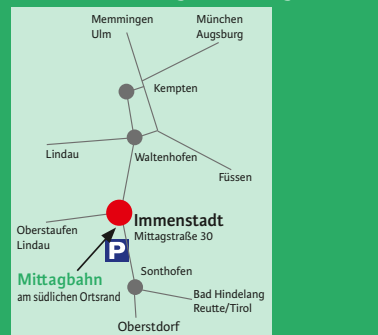 Memmingen
Ulm
München
Augsburg
Kempten
Lindau
Waltenhofen
Füssen
Immenstadt
Mittagstraße 30
Oberstaufen
Lindau
P
Mittagbahn
am südlichen Ortsrand
Sonthofen
Bad Hindelang
Reutte/Tirol
Oberstdorf